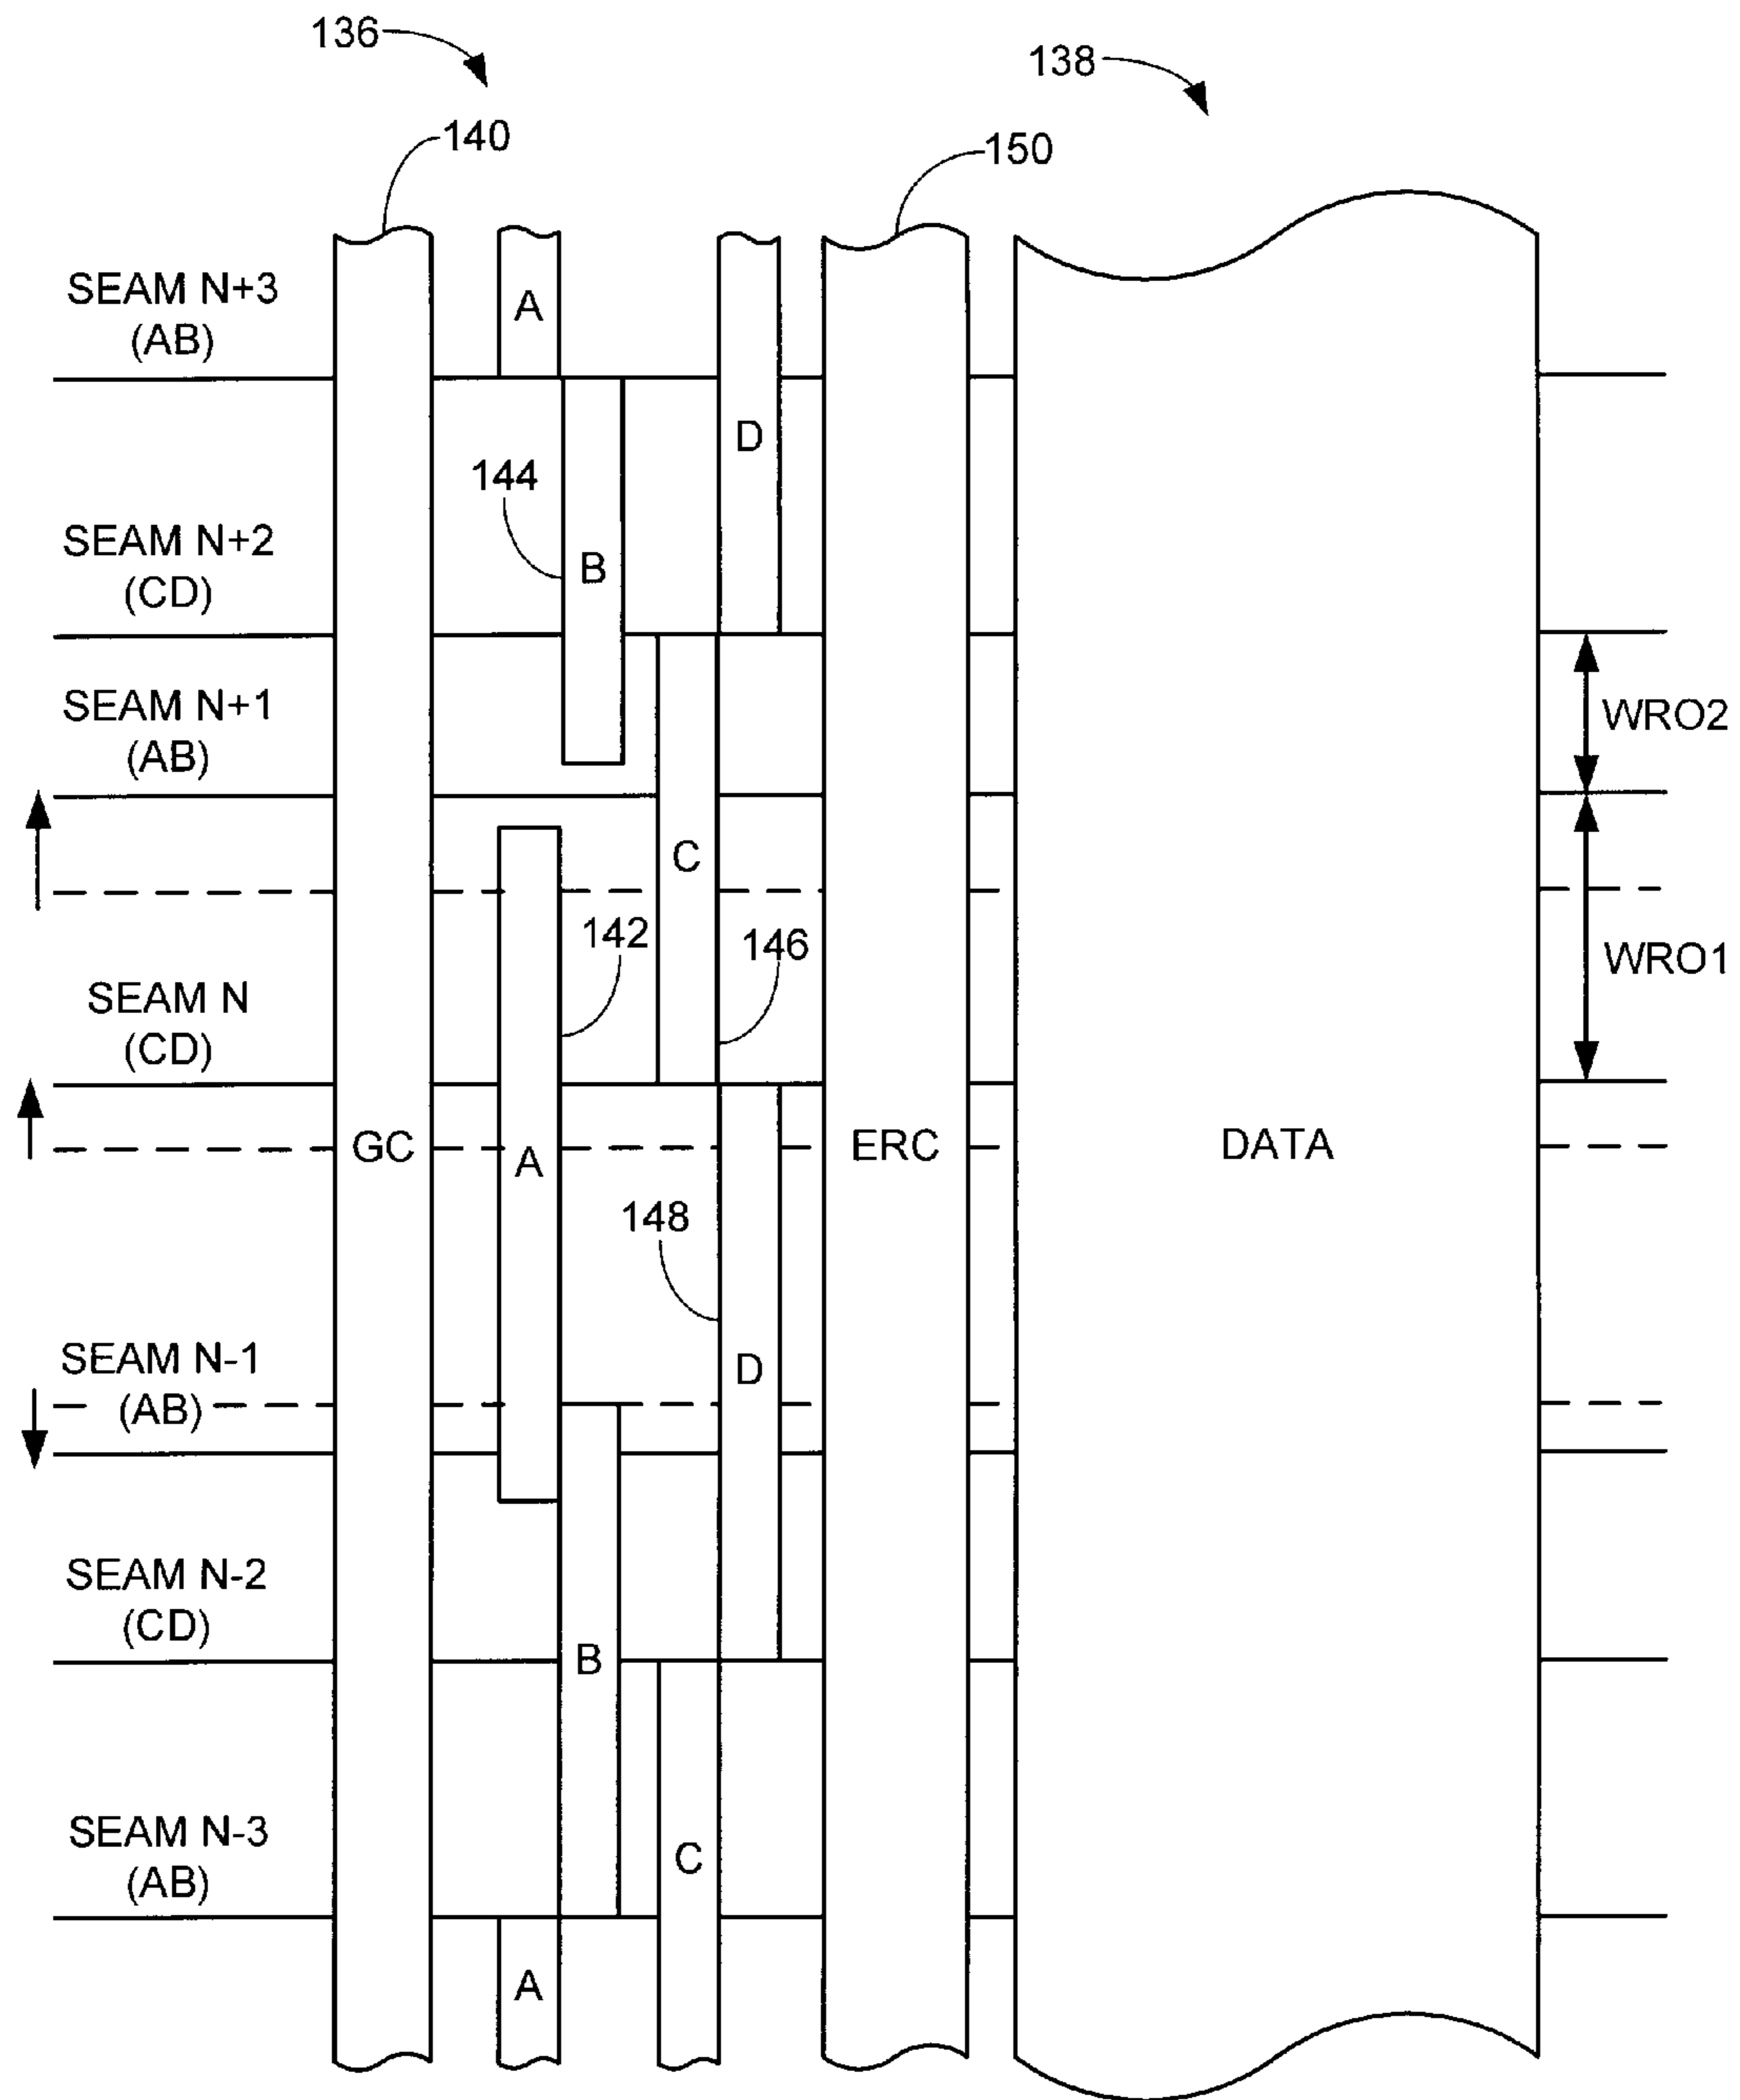 136
138
140
150
SEAM N+3
(AB)
A
D
144
SEAM N+2
(CD)
B
SEAM N+1
(AB)
WRO2
C
142
146
WRO1
SEAM N
(CD)
GC
A
ERC
DATA
148
SEAM N-1
(AB)
D
SEAM N-2
(CD)
B
SEAM N-3
(AB)
C
A